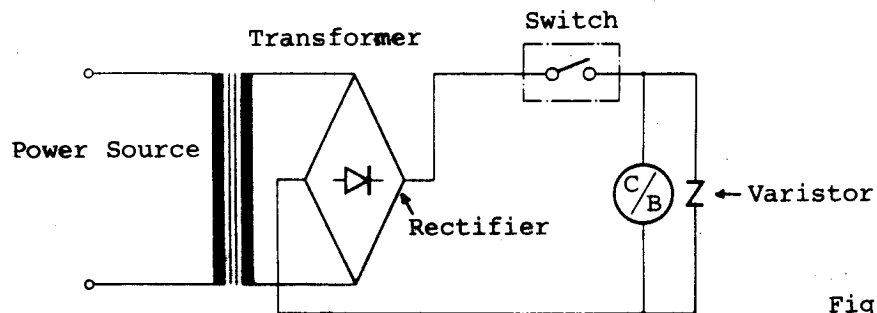 Switch
Transformer
Power Source
C/B
Z
Varistor
Rectifier
Fig